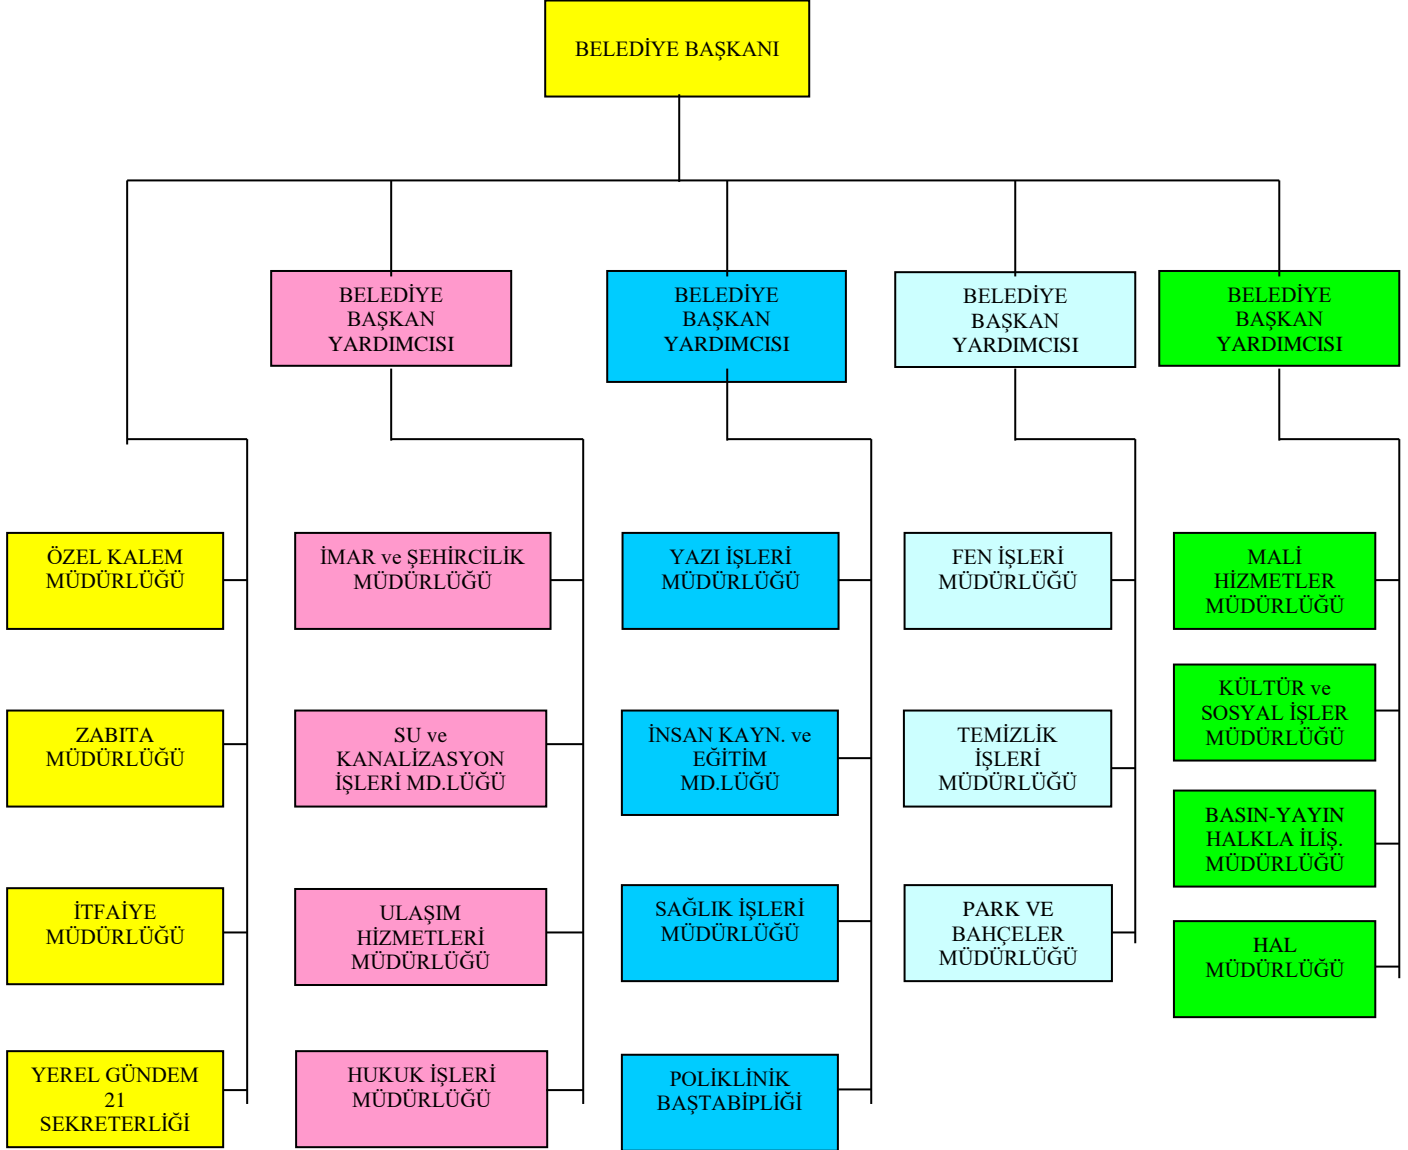 BELEDİYE BAŞKANI
BELEDİYE
BAŞKAN
YARDIMCISI
BELEDİYE
BAŞKAN
YARDIMCISI
BELEDİYE
BAŞKAN
YARDIMCISI
BELEDİYE
BAŞKAN
YARDIMCISI
ÖZEL KALEM
MÜDÜRLÜĞÜ
İMAR ve ŞEHİRCİLİK
MÜDÜRLÜĞÜ
YAZI İŞLERİ
MÜDÜRLÜĞÜ
FEN İŞLERİ
MÜDÜRLÜĞÜ
MALİ
HİZMETLER
MÜDÜRLÜĞÜ
ZABITA
MÜDÜRLÜĞÜ
SU ve
KANALİZASYON
İŞLERİ MD.LÜĞÜ
İNSAN KAYN. ve
EĞİTİM
MD.LÜĞÜ
TEMİZLİK
İŞLERİ
MÜDÜRLÜĞÜ
KÜLTÜR ve
SOSYAL İŞLER
MÜDÜRLÜĞÜ
BASIN-YAYIN
HALKLA İLİŞ.
MÜDÜRLÜĞÜ
İTFAİYE
MÜDÜRLÜĞÜ
ULAŞIM
HİZMETLERİ
MÜDÜRLÜĞÜ
SAĞLIK İŞLERİ
MÜDÜRLÜĞÜ
PARK VE
BAHÇELER
MÜDÜRLÜĞÜ
HAL
MÜDÜRLÜĞÜ
YEREL GÜNDEM
21
SEKRETERLİĞİ
HUKUK İŞLERİ
MÜDÜRLÜĞÜ
POLİKLİNİK
BAŞTABİPLİĞİ